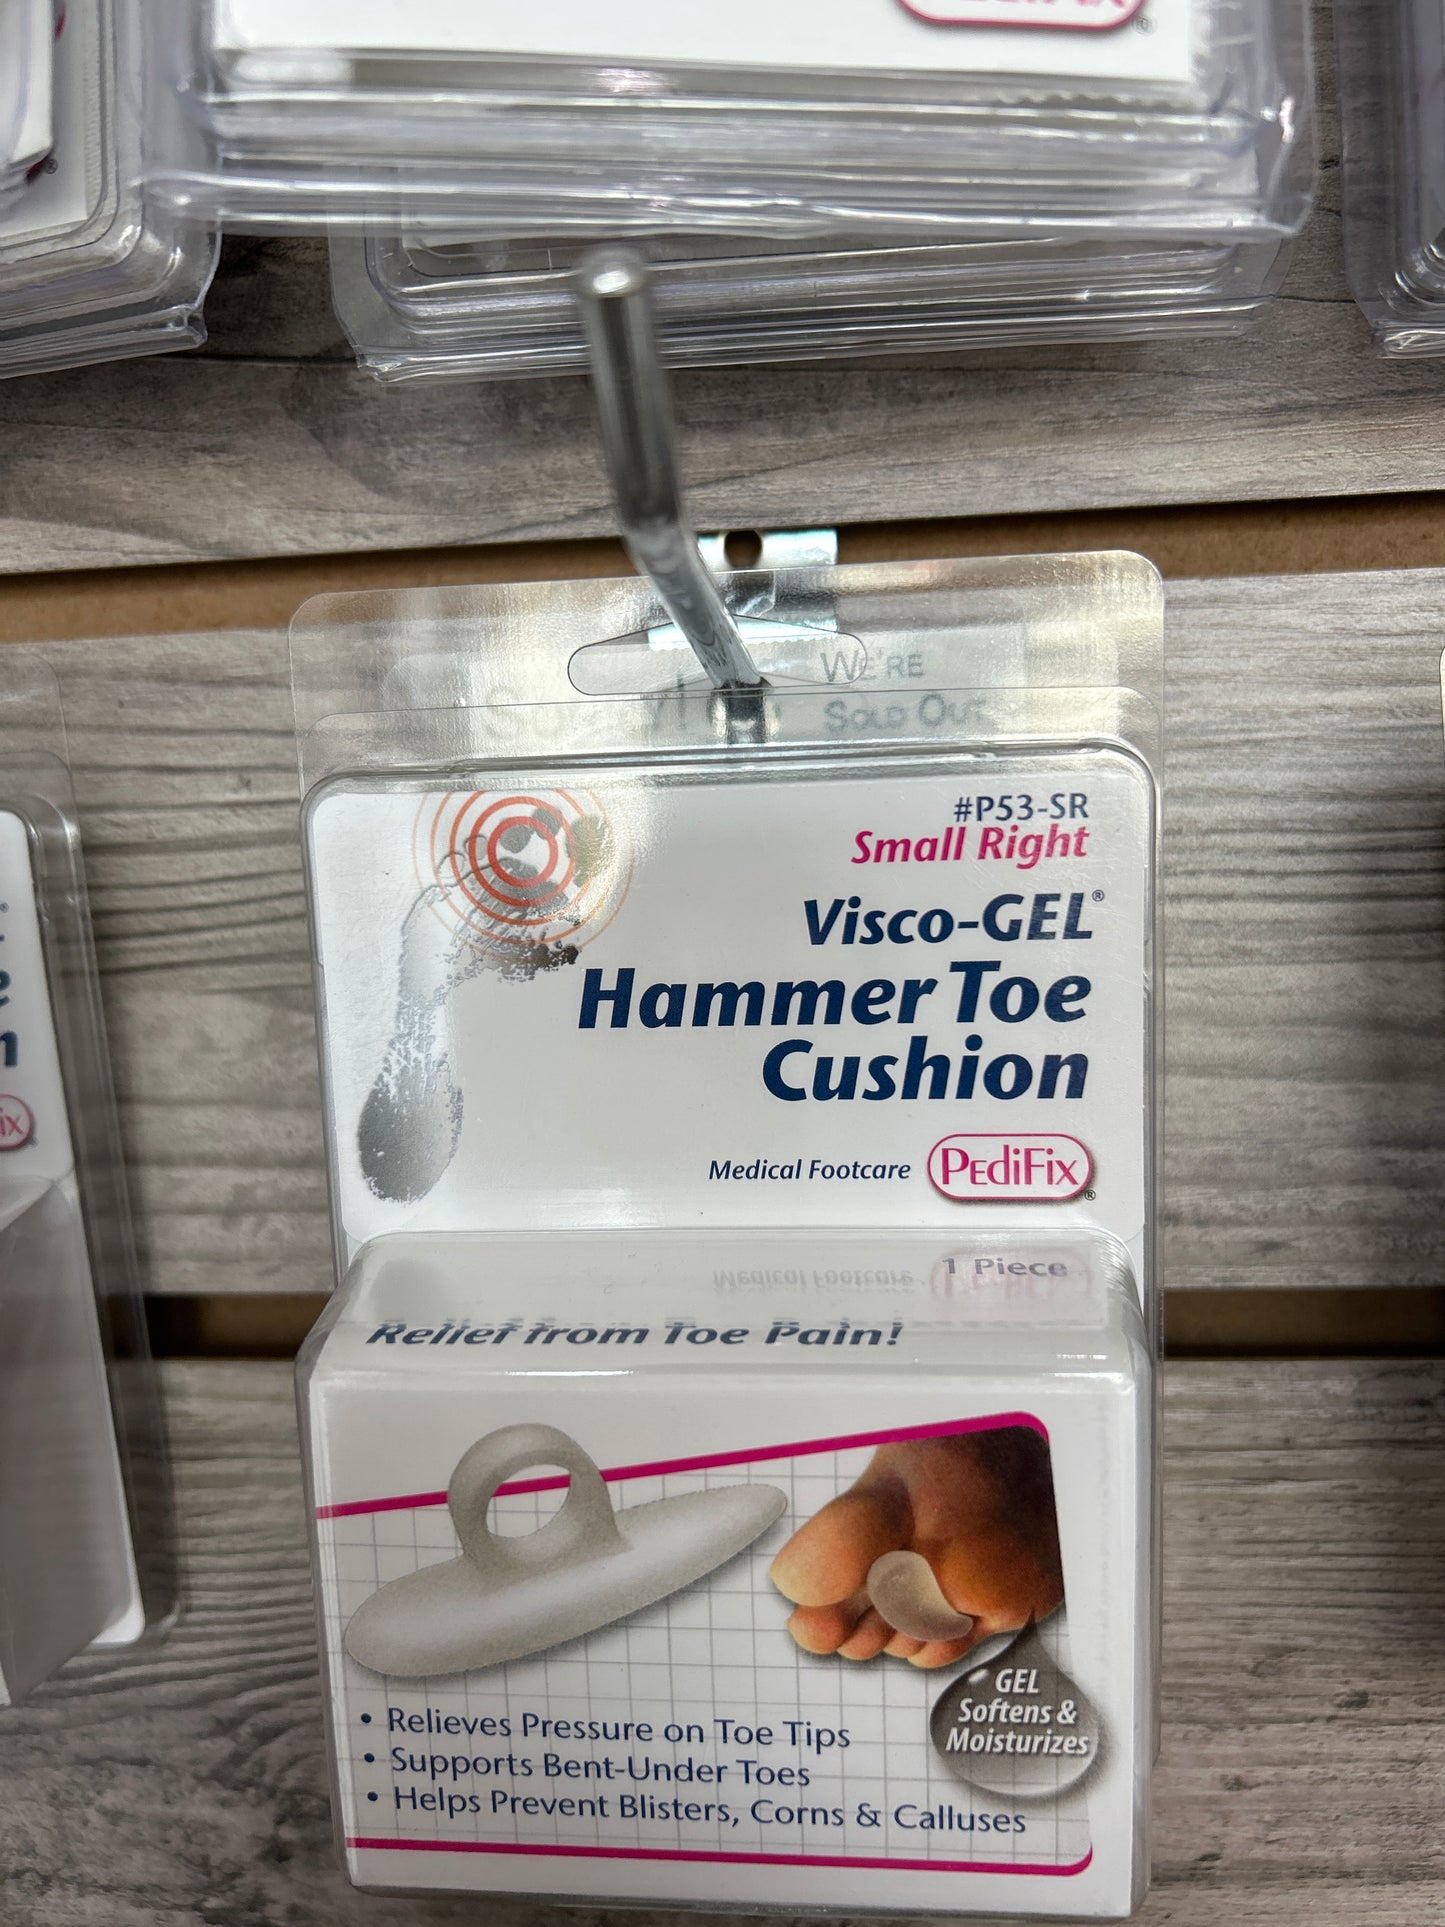 WE'RE
SOLD OUT
#P53-SR
Small Right
Visco-GEL®
Hammer Toe
Cushion
Medical Footcare PEDiFix®
1 Piece
Relief from Toe Pain!
GEL
Softens &
Moisturizes
• Relieves Pressure on Toe Tips
• Supports Bent-Under Toes
• Helps Prevent Blisters, Corns & Calluses